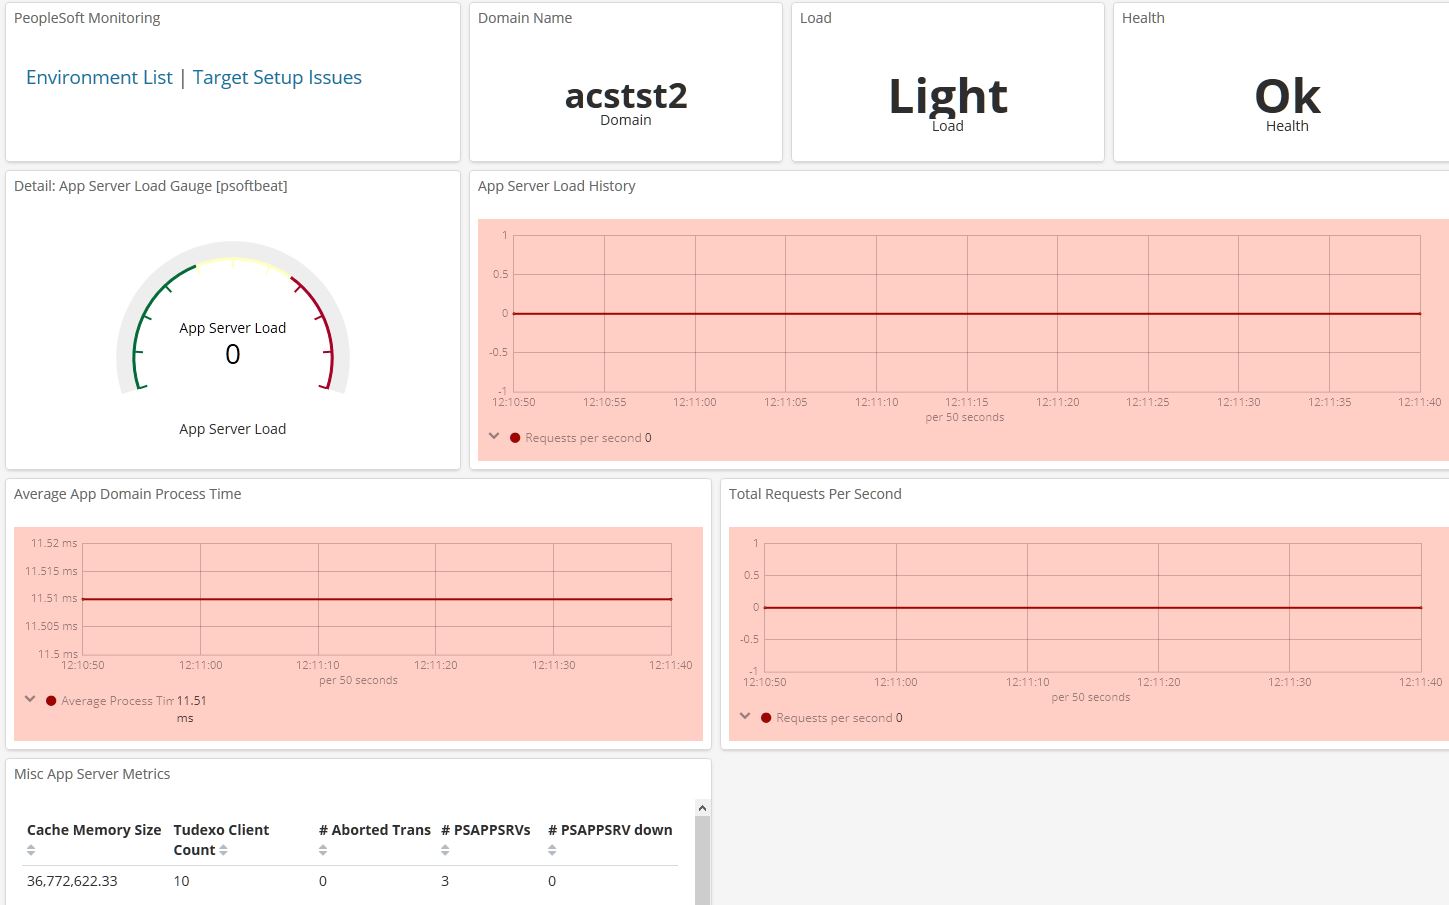 PeopleSoft Monitoring
Environment List | Target Setup Issues
Domain Name
acstst2
Domain
Load
Light
Load
Health
Ok
Health
Detail: App Server Load Gauge [psoftbeat]
App Server Load
0
App Server Load
App Server Load History
1
0.5
0
-0.5
-1
12:10:50 12:10:55 12:11:00 12:11:05 12:11:10 12:11:15 12:11:20 12:11:25 12:11:30 12:11:35 12:11:40
per 50 seconds
Requests per second 0
Average App Domain Process Time
11.52 ms
11.515 ms
11.51 ms
11.505 ms
11.5 ms
12:10:50 12:11:00 12:11:10 12:11:20 12:11:30 12:11:40
per 50 seconds
Average Process Tim 11.51
ms
Total Requests Per Second
1
0.5
0
-0.5
-1
12:10:50 12:11:00 12:11:10 12:11:20 12:11:30 12:11:40
per 50 seconds
Requests per second 0
Misc App Server Metrics
Cache Memory Size Tudexo Client # Aborted Trans # PSAPPSRVs # PSAPPSRV down
Count
36,772,622.33 10 0 3 0